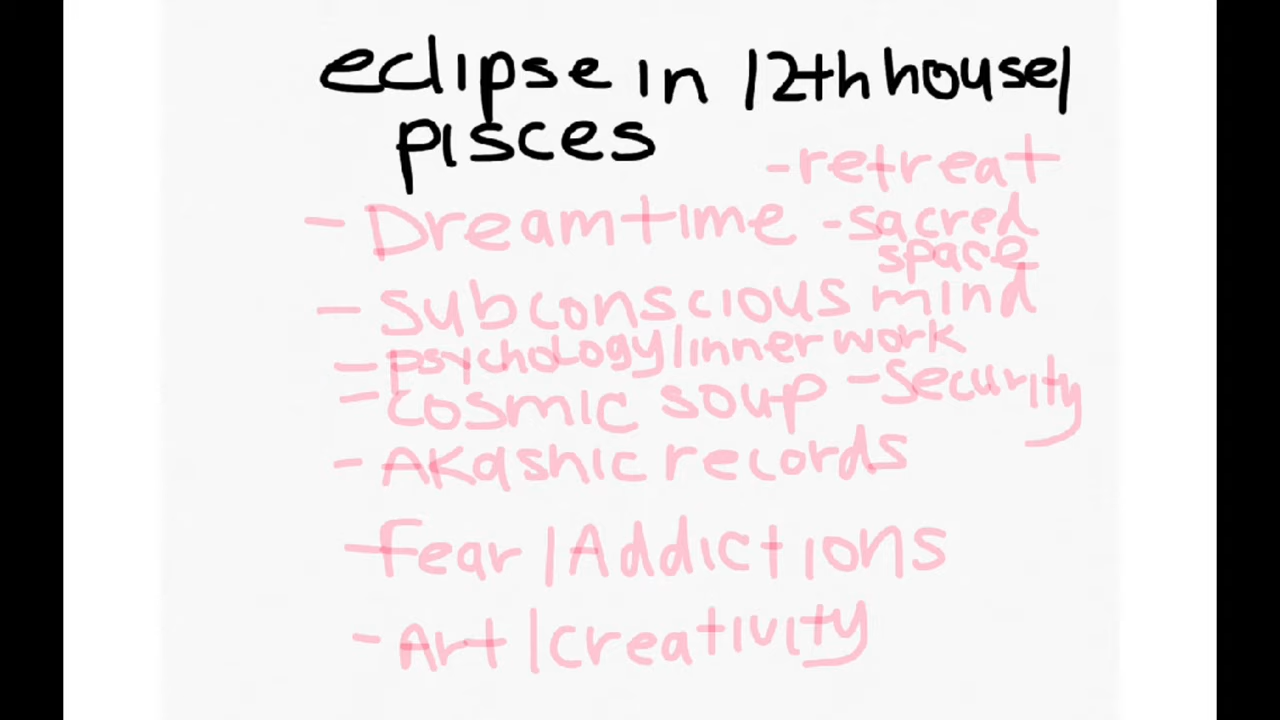 eclipse in 12th house/
pisces
- retreat
- Dreamtime - sacred
space
- Subconscious mind
- psychology/inner work
- Cosmic soup - Security
- Akashic records
- Fear/Addictions
- Art/creativity